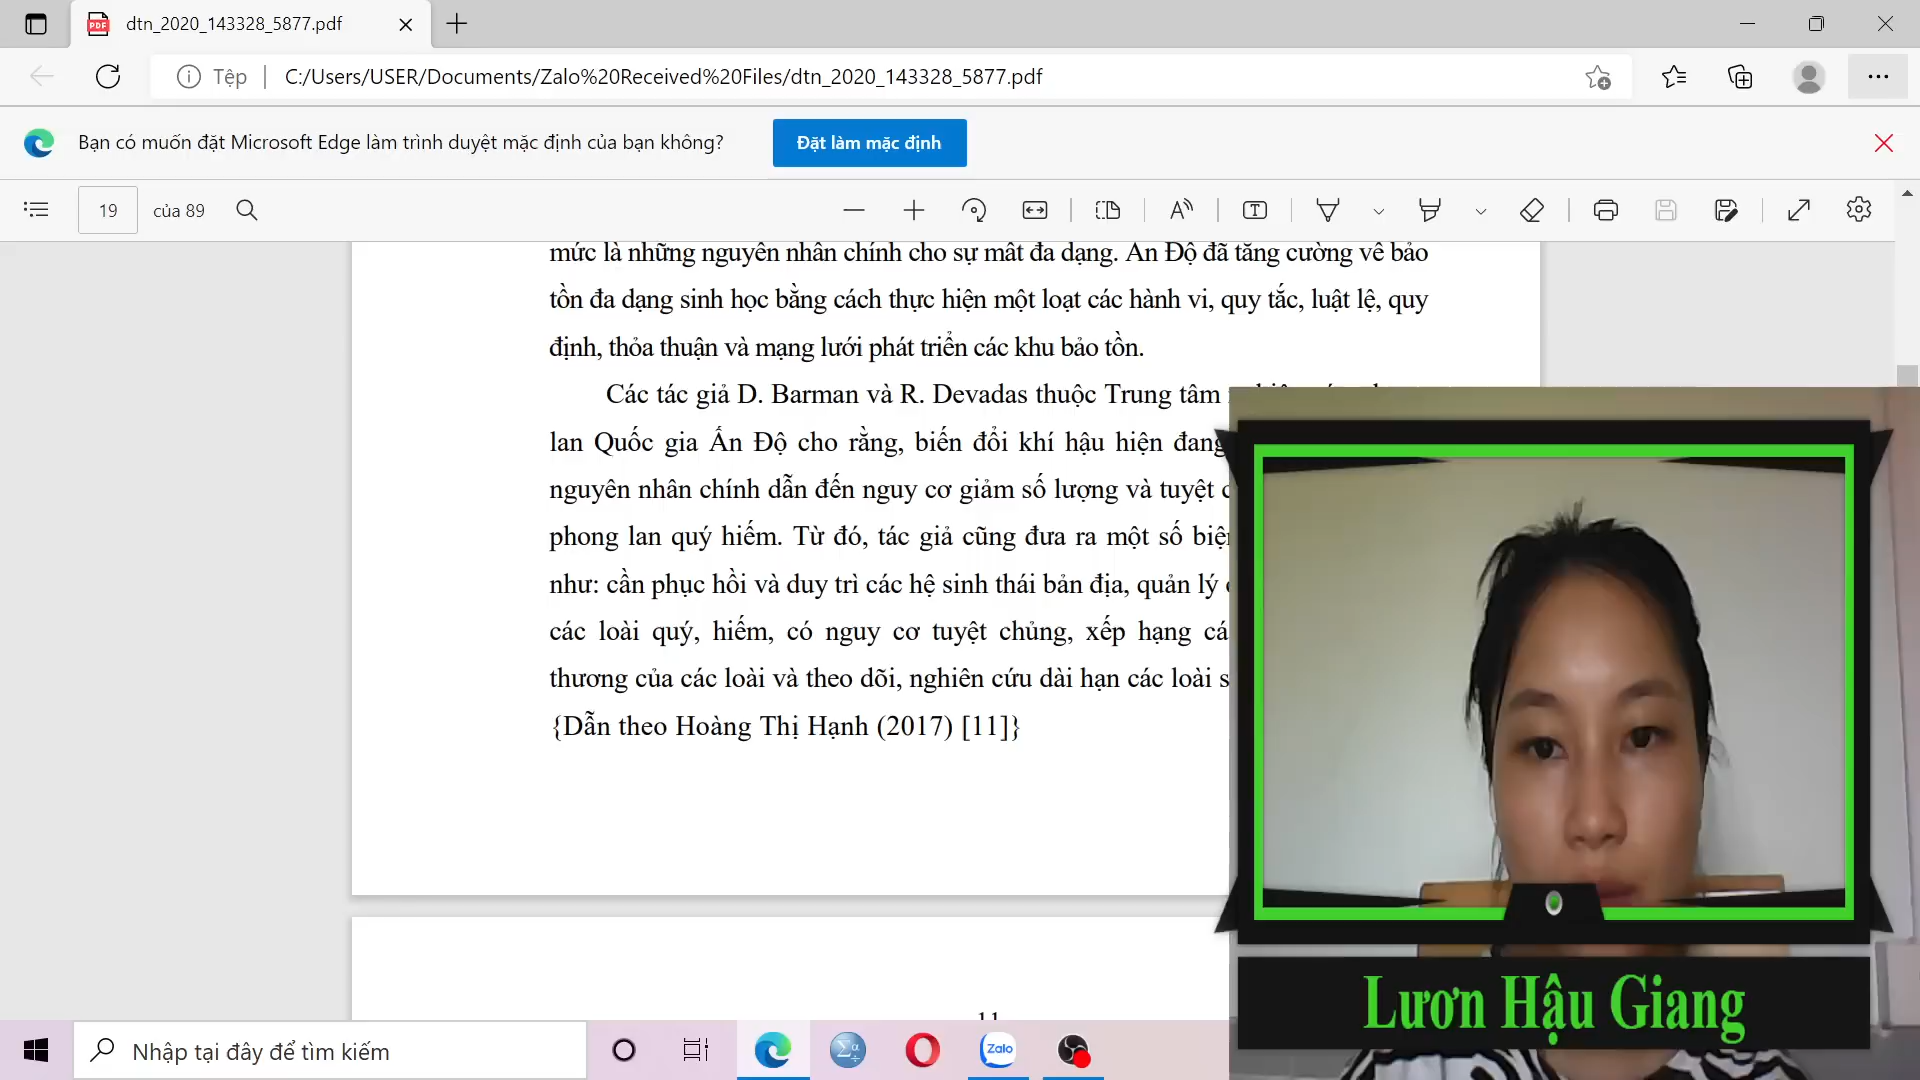 dtn_2020_143328_5877.pdf
Tệp
C:/Users/USER/Documents/Zalo%20Received%20Files/dtn_2020_143328_5877.pdf
Bạn có muốn đặt Microsoft Edge làm trình duyệt mặc định của bạn không?
Đặt làm mặc định
19 của 89
mức là những nguyên nhân chính cho sự mất đa dạng. Ấn Độ đã tăng cường về bảo
tồn đa dạng sinh học bằng cách thực hiện một loạt các hành vi, quy tắc, luật lệ, quy
định, thỏa thuận và mạng lưới phát triển các khu bảo tồn.
Các tác giả D. Barman và R. Devadas thuộc Trung tâm
lan Quốc gia Ấn Độ cho rằng, biến đổi khí hậu hiện đang
nguyên nhân chính dẫn đến nguy cơ giảm số lượng và tuyệt
phong lan quý hiếm. Từ đó, tác giả cũng đưa ra một số
như: cần phục hồi và duy trì các hệ sinh thái bản địa, quản lý
các loài quý, hiếm, có nguy cơ tuyệt chủng, xếp hạng
thương của các loài và theo dõi, nghiên cứu dài hạn các loài
{Dẫn theo Hoàng Thị Hạnh (2017) [11]}
11
Lươn Hậu Giang
Nhập tại đây để tìm kiếm
Zalo